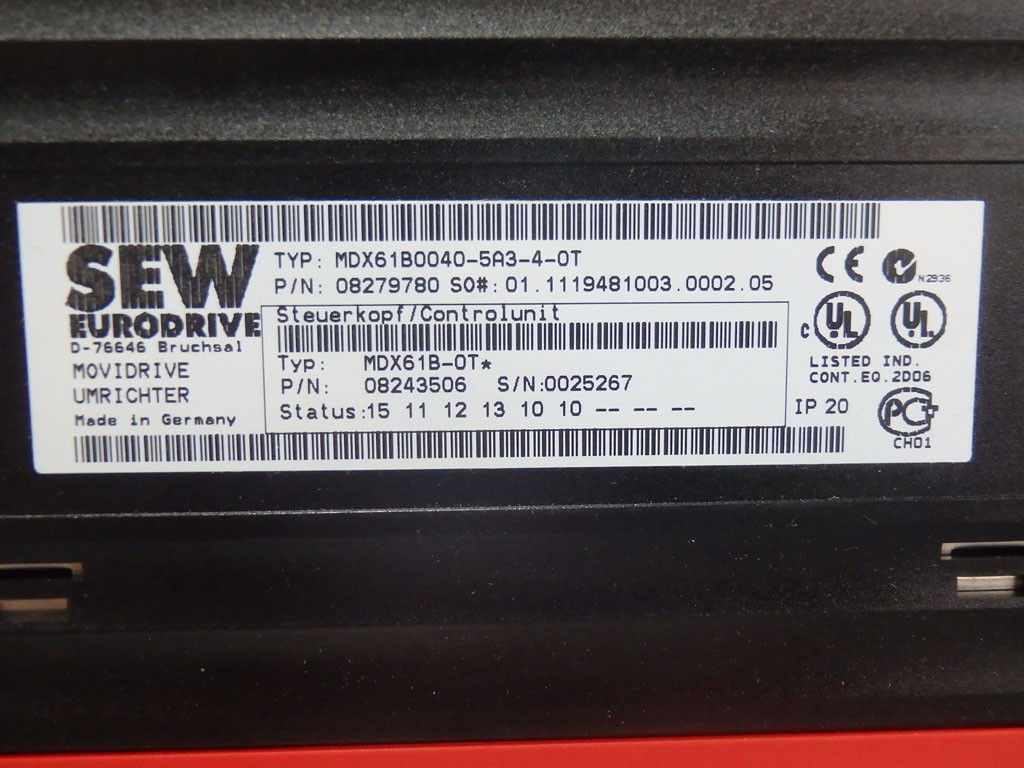 SEW
EURODRIVE
D-76646 Bruchsal
MOVIDRIVE
UMRICHTER
Made in Germany
TYP: MDX61B0040-5A3-4-0T
P/N: 08279780 SO#: 01.1119481003.0002.05
Steuerkopf/Controlunit
Typ: MDX61B-0T*
P/N: 08243506 S/N:0025267
Status:15 11 12 13 10 10 -- -- --
CE
N2936
C UL UL
LISTED IND.
CONT.EQ.2D06
IP 20
PC
CH01